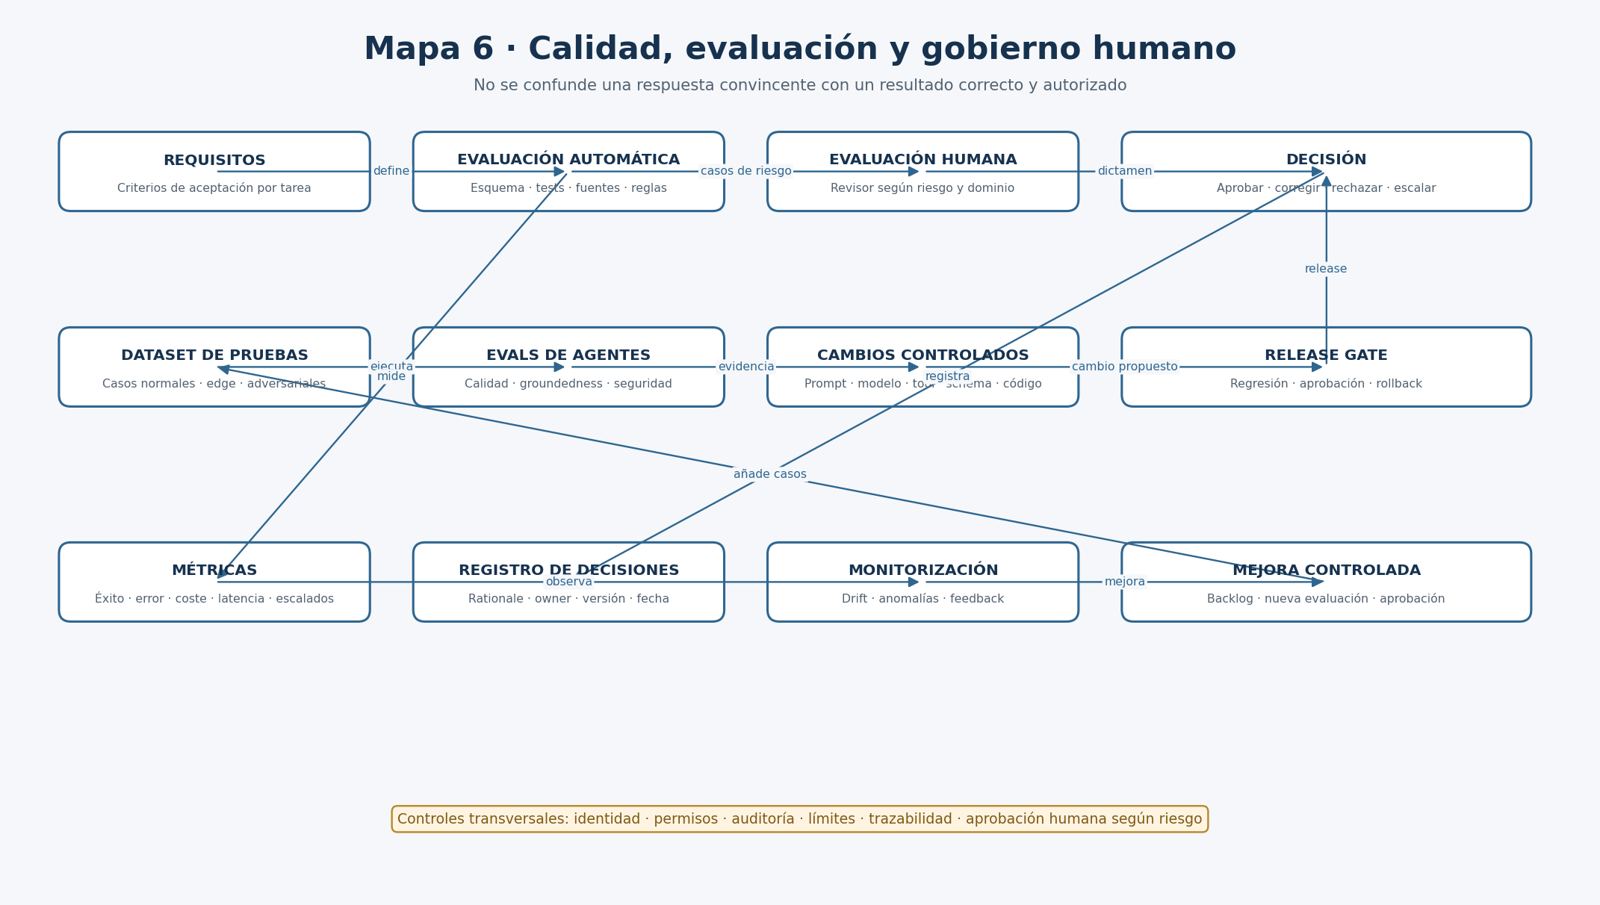 Mapa 6 · Calidad, evaluación y gobierno humano
No se confunde una respuesta convincente con un resultado correcto y autorizado
REQUISITOS
Criterios de aceptación por tarea
define
EVALUACIÓN AUTOMÁTICA
Esquema · tests · fuentes · reglas
casos de riesgo
EVALUACIÓN HUMANA
Revisor según riesgo y dominio
dictamen
DECISIÓN
Aprobar · corregir · rechazar · escalar
release
DATASET DE PRUEBAS
Casos normales · edge · adversariales
ejecuta
mide
EVALS DE AGENTES
Calidad · groundedness · seguridad
evidencia
CAMBIOS CONTROLADOS
Prompt · modelo · tool · schema · código
registra
cambio propuesto
RELEASE GATE
Regresión · aprobación · rollback
añade casos
MÉTRICAS
Éxito · error · coste · latencia · escalados
REGISTRO DE DECISIONES
observa
Rationale · owner · versión · fecha
MONITORIZACIÓN
Drift · anomalías · feedback
mejora
MEJORA CONTROLADA
Backlog · nueva evaluación · aprobación
Controles transversales: identidad · permisos · auditoría · límites · trazabilidad · aprobación humana según riesgo